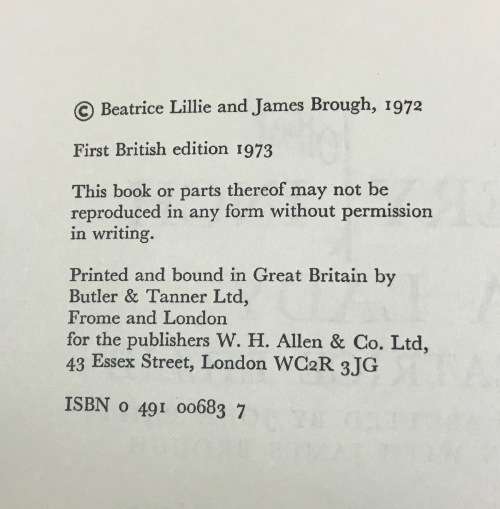 © Beatrice Lillie and James Brough, 1972
First British edition 1973
This book or parts thereof may not be
reproduced in any form without permission
in writing.
Printed and bound in Great Britain by
Butler & Tanner Ltd,
Frome and London
for the publishers W. H. Allen & Co. Ltd,
43 Essex Street, London WC2R 3JG
ISBN 0 491 00683 7